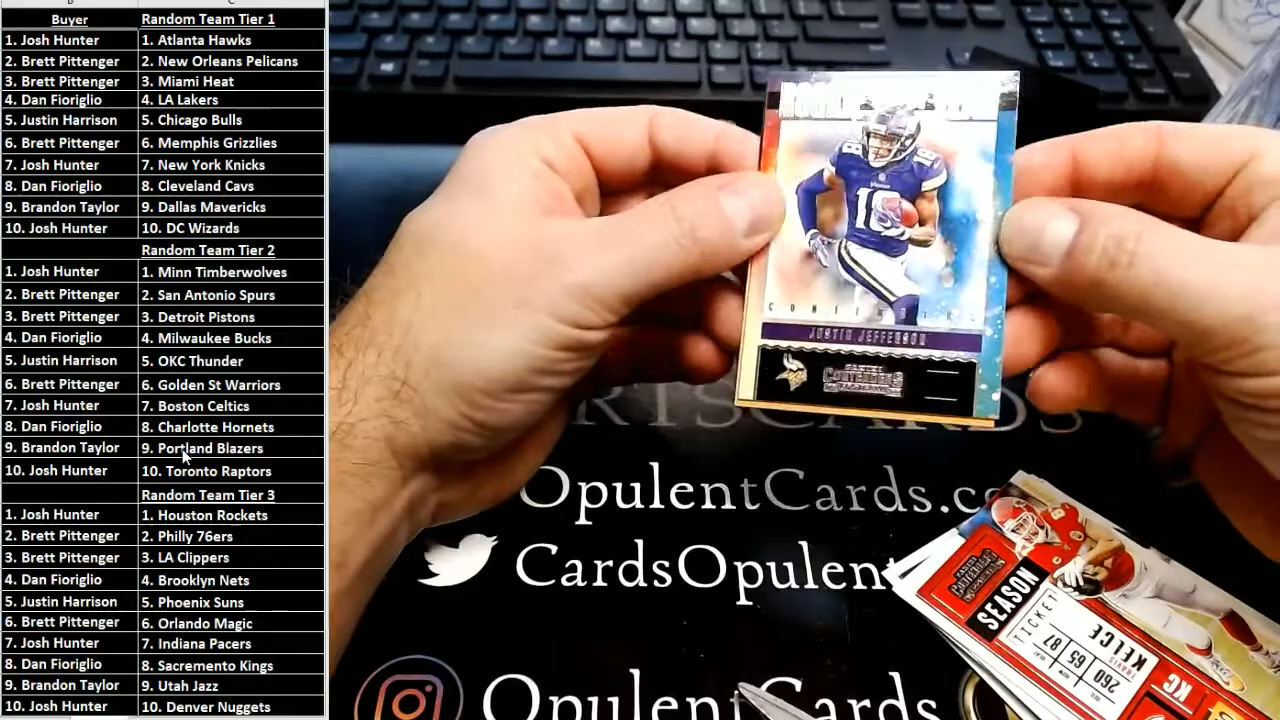 Buyer Random Team Tier 1
1. Josh Hunter 1. Atlanta Hawks
2. Brett Pittenger 2. New Orleans Pelicans
3. Brett Pittenger 3. Miami Heat
4. Dan Fioriglio 4. LA Lakers
5. Justin Harrison 5. Chicago Bulls
6. Brett Pittenger 6. Memphis Grizzlies
7. Josh Hunter 7. New York Knicks
8. Dan Fioriglio 8. Cleveland Cavs
9. Brandon Taylor 9. Dallas Mavericks
10. Josh Hunter 10. DC Wizards
Random Team Tier 2
1. Josh Hunter 1. Minn Timberwolves
2. Brett Pittenger 2. San Antonio Spurs
3. Brett Pittenger 3. Detroit Pistons
4. Dan Fioriglio 4. Milwaukee Bucks
5. Justin Harrison 5. OKC Thunder
6. Brett Pittenger 6. Golden St Warriors
7. Josh Hunter 7. Boston Celtics
8. Dan Fioriglio 8. Charlotte Hornets
9. Brandon Taylor 9. Portland Blazers
10. Josh Hunter 10. Toronto Raptors
Random Team Tier 3
1. Josh Hunter 1. Houston Rockets
2. Brett Pittenger 2. Philly 76ers
3. Brett Pittenger 3. LA Clippers
4. Dan Fioriglio 4. Brooklyn Nets
5. Justin Harrison 5. Phoenix Suns
6. Brett Pittenger 6. Orlando Magic
7. Josh Hunter 7. Indiana Pacers
8. Dan Fioriglio 8. Sacremento Kings
9. Brandon Taylor 9. Utah Jazz
10. Josh Hunter 10. Denver Nuggets
18
18
CONTENDERS
JUSTIN JEFFERSON
PANINI
CONTENDERS
RTSCARDS
OpulentCards.co
CardsOpulent
OpulentCards
SEASON
TICKET
260 65 87
TRAVIS
KELCE
KC